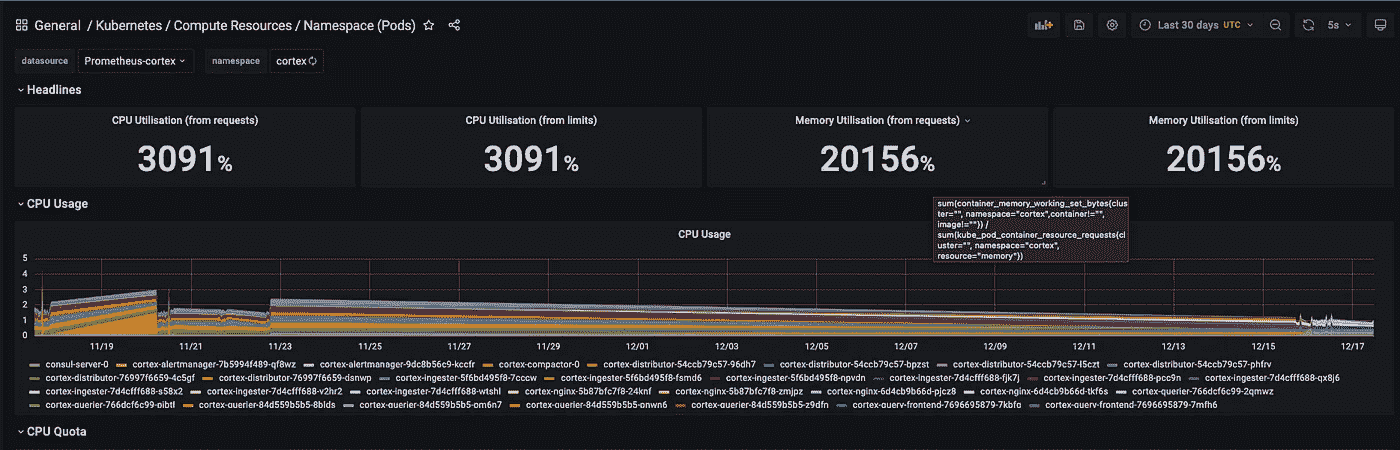 General / Kubernetes / Compute Resources / Namespace (Pods)
Last 30 days UTC
5s
datasource Prometheus-cortex namespace cortex
Headlines
CPU Utilisation (from requests) CPU Utilisation (from limits) Memory Utilisation (from requests) Memory Utilisation (from limits)
3091% 3091% 20156% 20156%
CPU Usage
sum(container_memory_working_set_bytes{clu
ster="", namespace="cortex",container!="",
image!=""}) /
sum(kube_pod_container_resource_requests{c
luster="", namespace="cortex",
resource="memory"})
CPU Usage
5
4
3
2
1
0
11/19 11/21 11/23 11/25 11/27 11/29 12/01 12/03 12/05 12/07 12/09 12/11 12/13 12/15 12/17
consul-server-0 cortex-alertmanager-7b5994f489-qf8wz cortex-alertmanager-9dc8b56c9-kccfr cortex-compactor-0 cortex-distributor-54ccb79c57-96dh7 cortex-distributor-54ccb79c57-bpzst cortex-distributor-54ccb79c57-l5czt cortex-distributor-54ccb79c57-phfrv
cortex-distributor-76997f6659-4c5gf cortex-distributor-76997f6659-dsnwp cortex-ingester-5f6bd495f8-7cccw cortex-ingester-5f6bd495f8-fsmd6 cortex-ingester-5f6bd495f8-npvdn cortex-ingester-7d4cfff688-fjk7j cortex-ingester-7d4cfff688-pcc9n cortex-ingester-7d4cfff688-qx8j6
cortex-ingester-7d4cfff688-s58x2 cortex-ingester-7d4cfff688-v2hr2 cortex-ingester-7d4cfff688-wtshl cortex-nginx-5b87bfc7f8-24knf cortex-nginx-5b87bfc7f8-zmjpz cortex-nginx-6d4cb9b66d-pjcz8 cortex-nginx-6d4cb9b66d-tkf6s cortex-querier-766dcf6c99-2qmwz
cortex-querier-84d559b5b5-8blds cortex-querier-84d559b5b5-gm6n7 cortex-querier-84d559b5b5-pnwn6 cortex-querier-84d559b5b5-z9dfn cortex-query-frontend-7696695879-7kbfq cortex-query-frontend-7696695879-7mfh6
CPU Quota